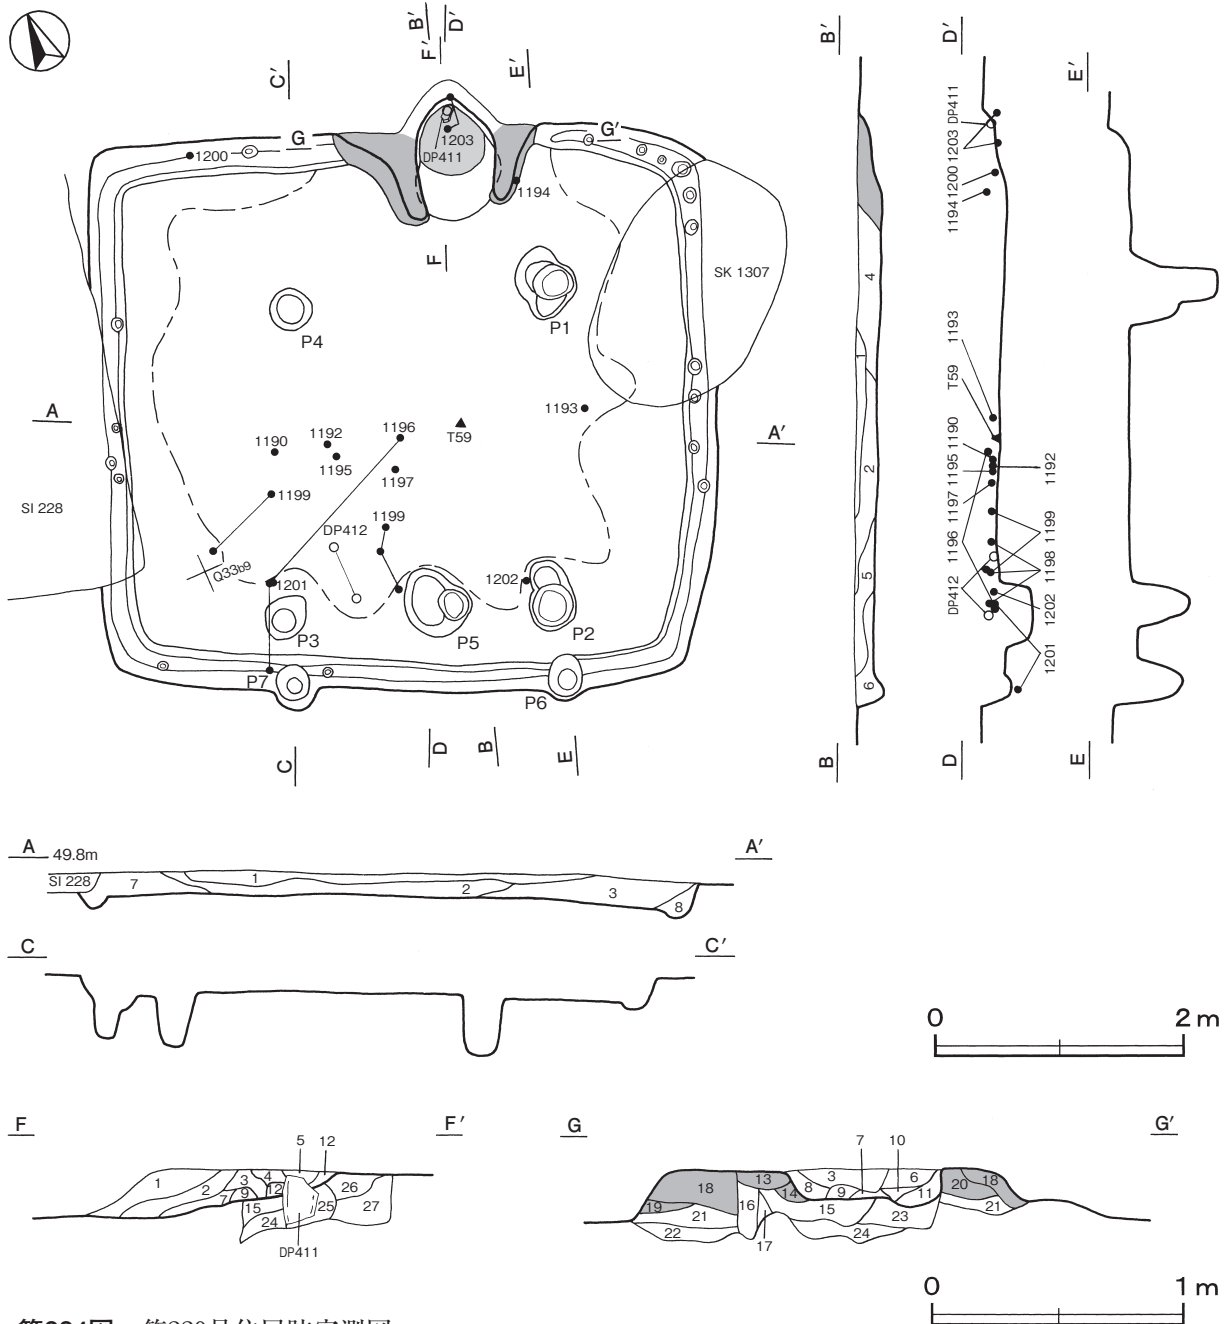 B′ D′
F′
C′ E′
G G′
1200 1203
DP411
1194
F
SK 1307
P4 P1
A A′
1193
1190 1192 1196 T59
1195
1197
1199 1199
SI 228
DP412
Q33b9
1201 1202
P3 P5 P2
P7 P6
C D B E
B′
4
1
2
5
6
B
D′
DP411
1203
1200
1194
1193
T59
1190
1195
1192
1197
1199
1196
1198
DP412
1202
1201
D
E′
E
A 49.8m A′
SI 228 7 1 2 3 8
C C′
0 2 m
F F′
5 12
1 2 3 4 7 9 12 15 24 25 26 27
DP411
G G′
7 10
18 13 8 3 6 20 18
19 14 9 11
21 16 15 23 21
22 17 24
0 1 m